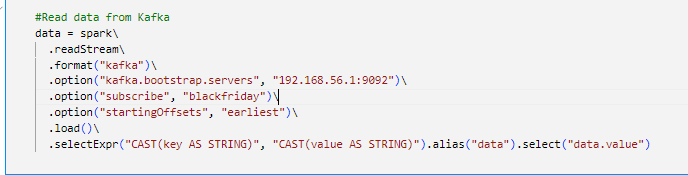 #Read data from Kafka
data = spark\
.readStream\
.format("kafka")\
.option("kafka.bootstrap.servers", "192.168.56.1:9092")\
.option("subscribe", "blackfriday")\
.option("startingOffsets", "earliest")\
.load()\
.selectExpr("CAST(key AS STRING)", "CAST(value AS STRING)").alias("data").select("data.value")